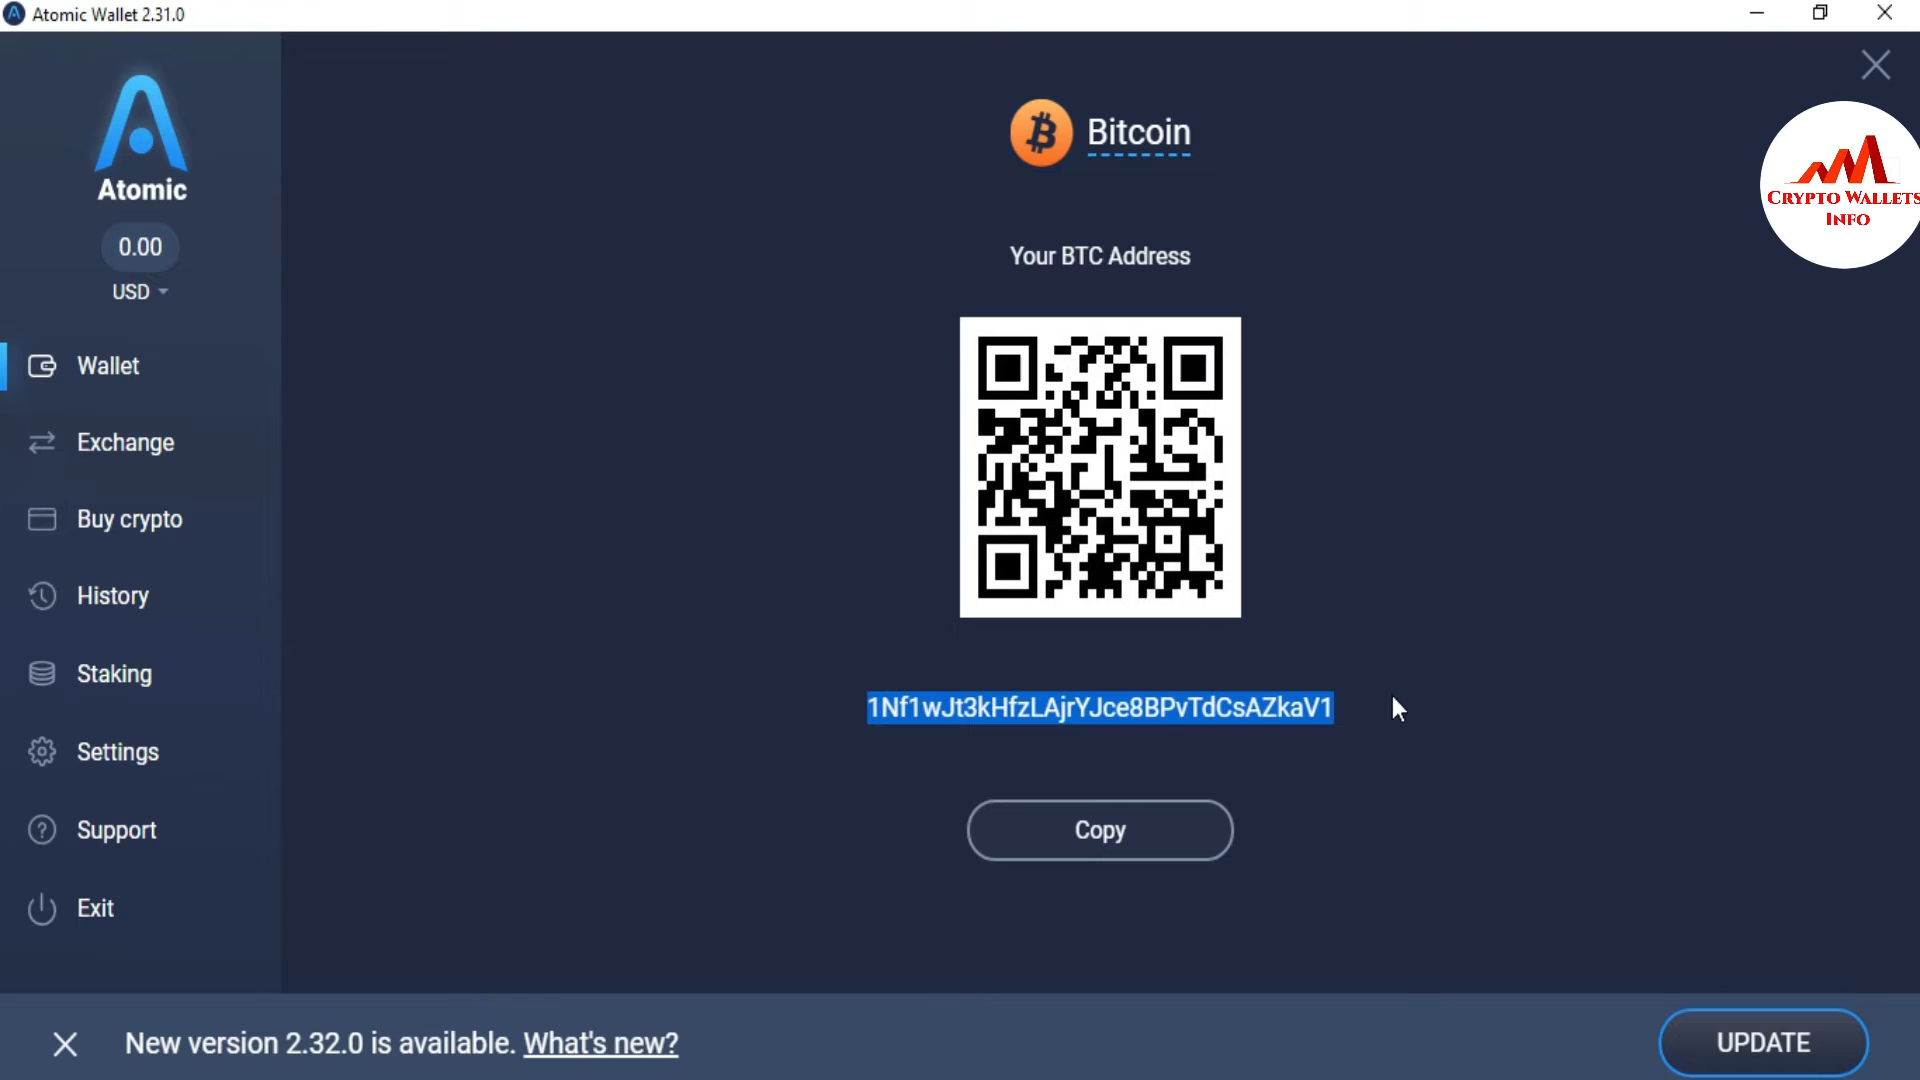 Atomic Wallet 2.31.0
Atomic
0.00
USD
Wallet
Exchange
Buy crypto
History
Staking
Settings
Support
Exit
Bitcoin
Your BTC Address
1Nf1wJt3kHfzLAjrYJce8BPvTdCsAZkaV1
Copy
CRYPTO WALLETS
INFO
New version 2.32.0 is available. What's new?
UPDATE